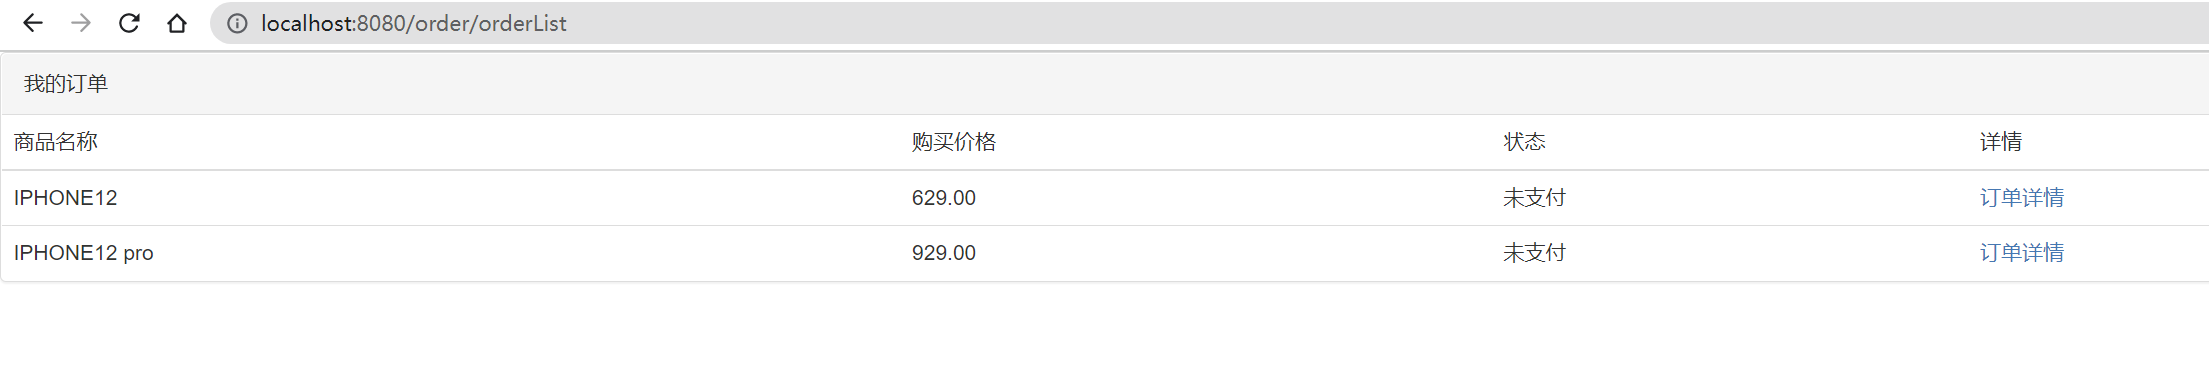 localhost:8080/order/orderList
我的订单
商品名称 购买价格 状态 详情
IPHONE12 629.00 未支付 订单详情
IPHONE12 pro 929.00 未支付 订单详情